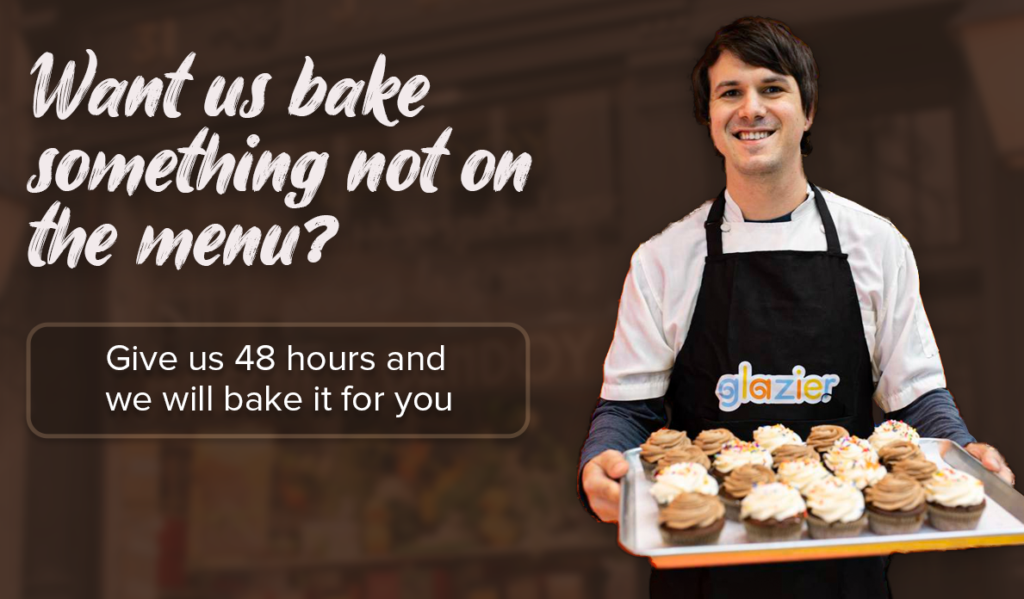 Want us bake
something not on
the menu?
Give us 48 hours and
we will bake it for you
glazier